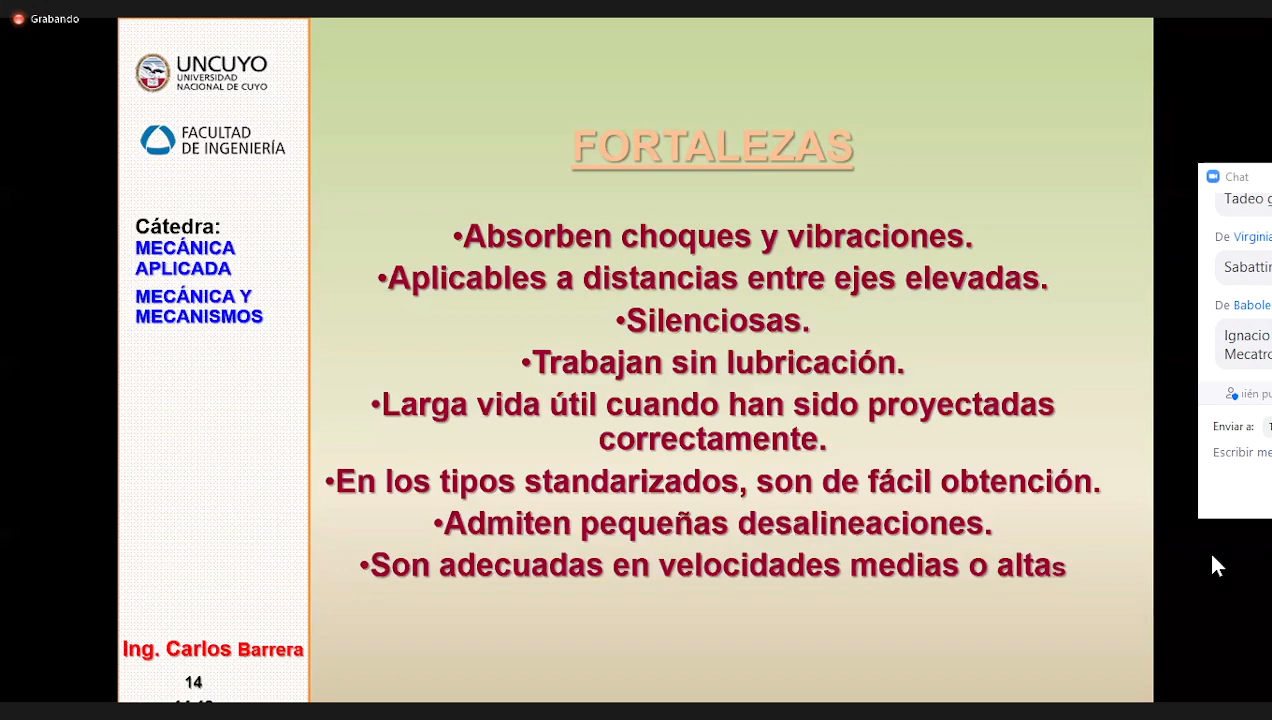 Grabando
UNCUYO
UNIVERSIDAD
NACIONAL DE CUYO
FACULTAD
DE INGENIERÍA
Cátedra:
MECÁNICA
APLICADA
MECÁNICA Y
MECANISMOS
Ing. Carlos Barrera
14
FORTALEZAS
•Absorben choques y vibraciones.
•Aplicables a distancias entre ejes elevadas.
•Silenciosas.
•Trabajan sin lubricación.
•Larga vida útil cuando han sido proyectadas
correctamente.
•En los tipos standarizados, son de fácil obtención.
•Admiten pequeñas desalineaciones.
•Son adecuadas en velocidades medias o altas
Chat
Tadeo g
De Virginia
Sabattin
De Babole
Ignacio
Mecatro
ién pu
Enviar a:
Escribir me